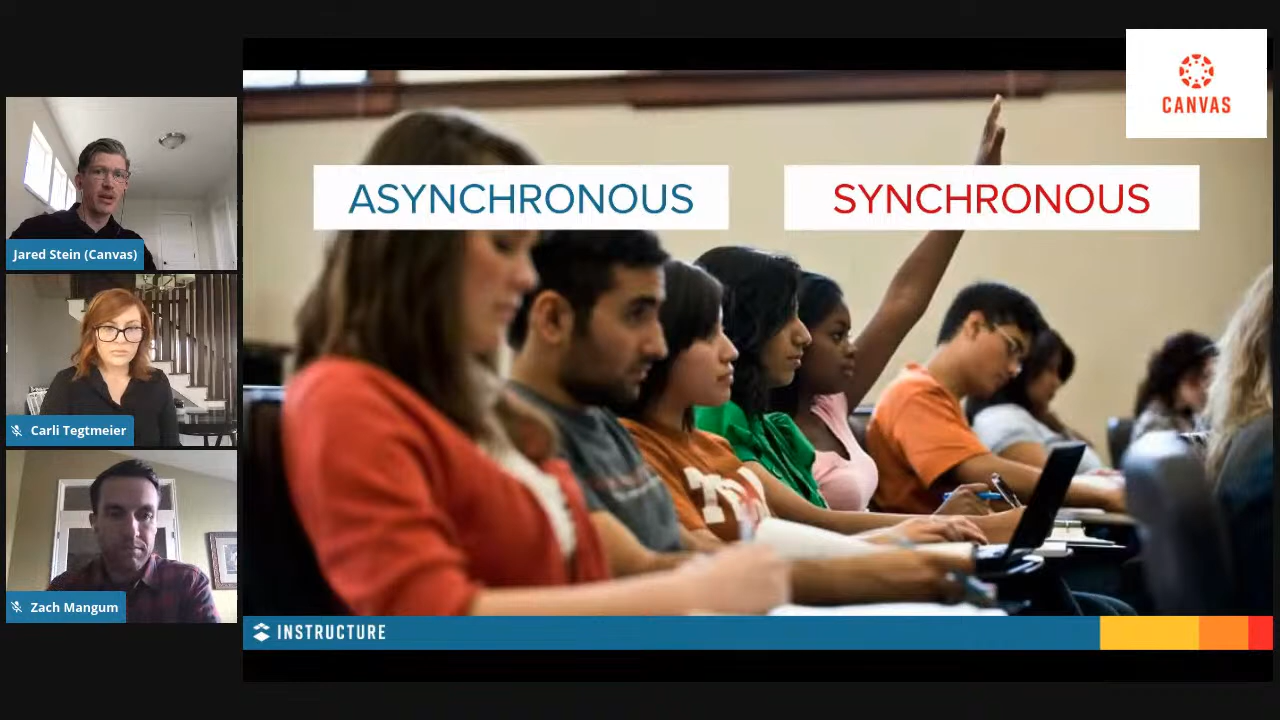 CANVAS
ASYNCHRONOUS
SYNCHRONOUS
Jared Stein (Canvas)
Carli Tegtmeier
Zach Mangum
INSTRUCTURE